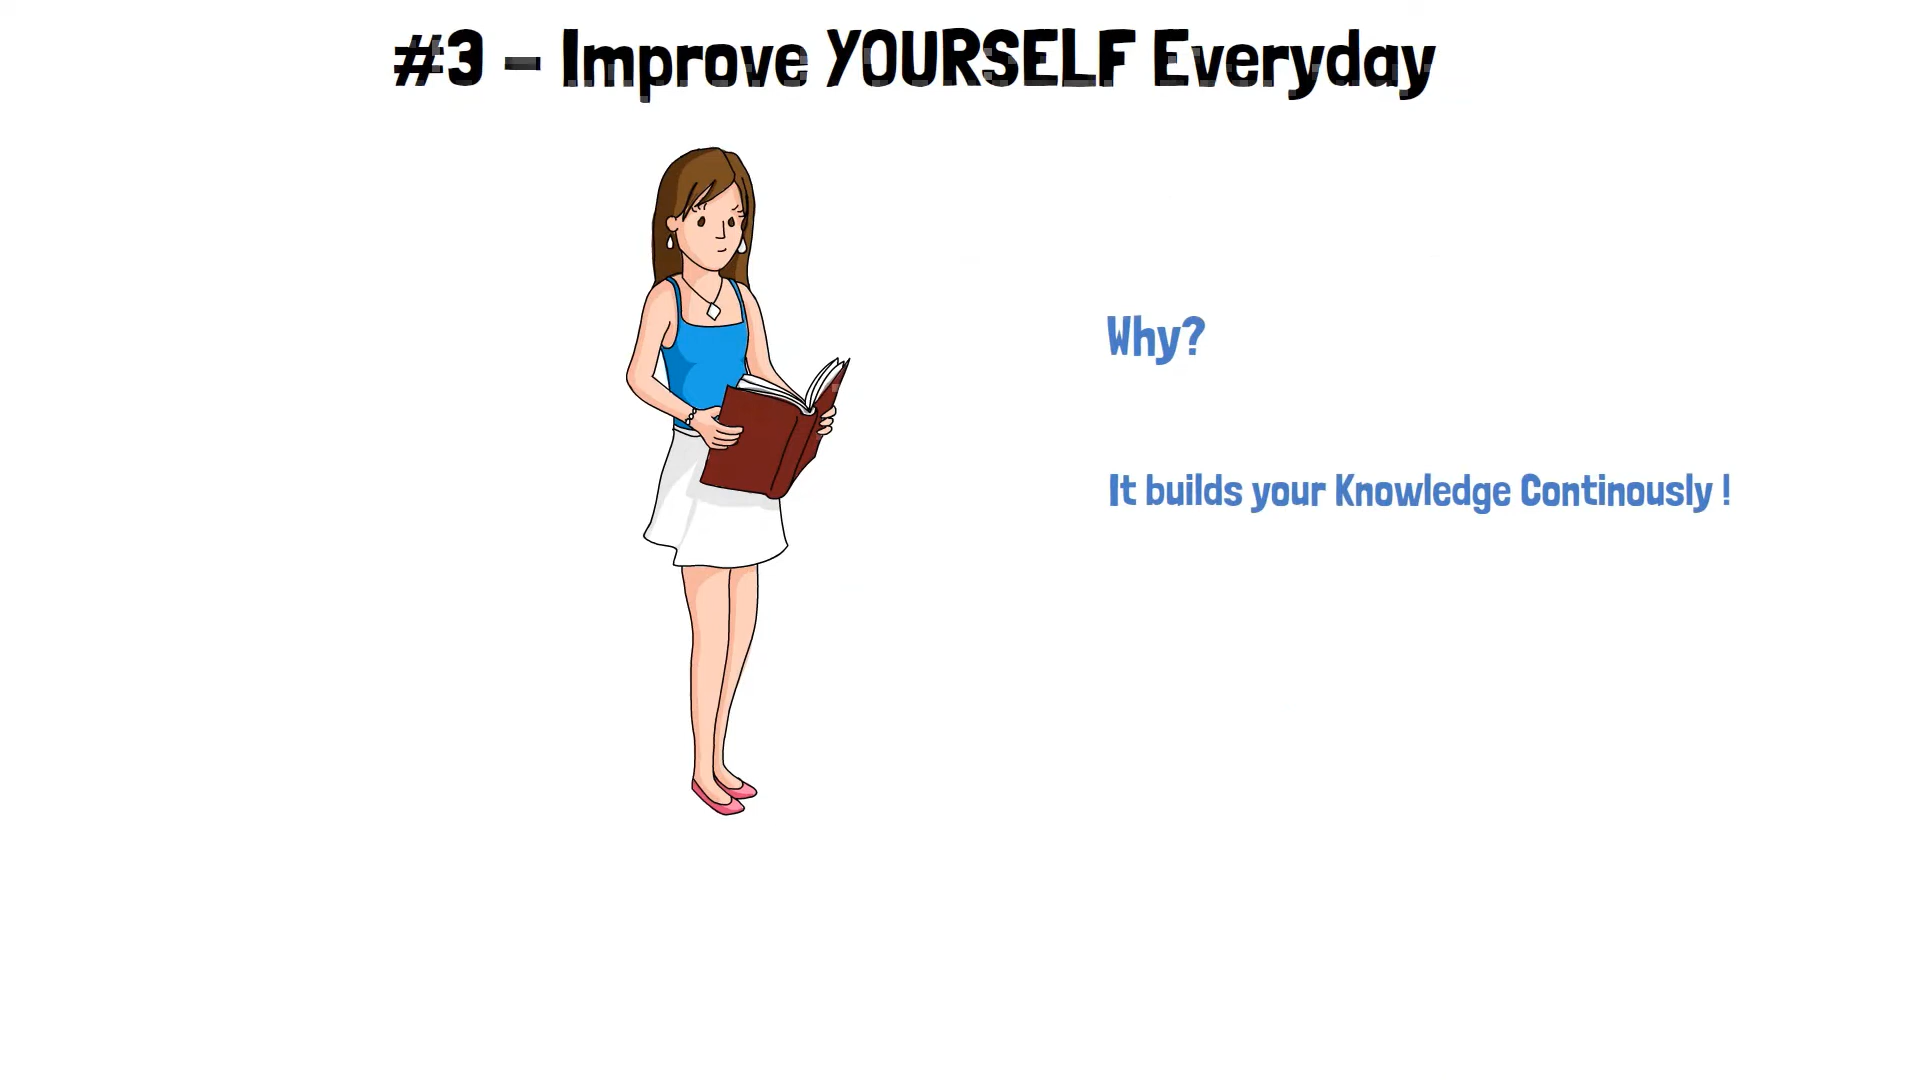 #3 – Improve YOURSELF Everyday
Why?
It builds your Knowledge Continously !